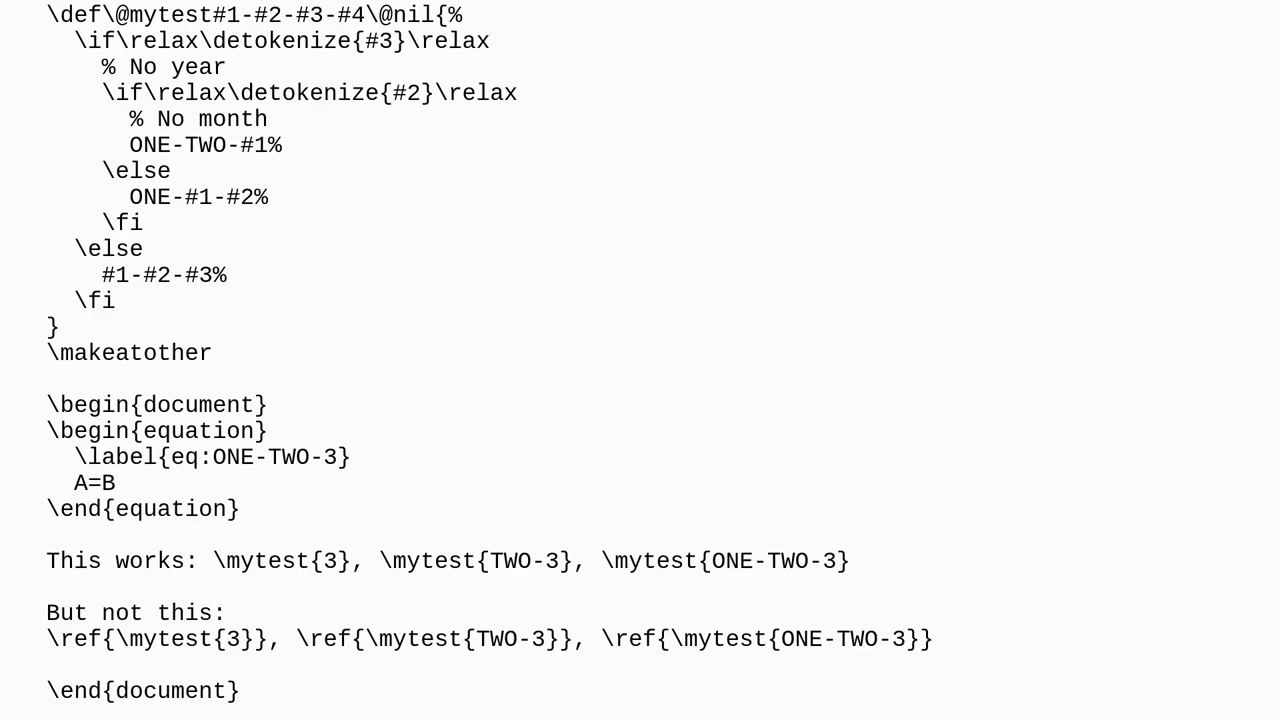 \def\@mytest#1-#2-#3-#4\@nil{%
\if\relax\detokenize{#3}\relax
% No year
\if\relax\detokenize{#2}\relax
% No month
ONE-TWO-#1%
\else
ONE-#1-#2%
\fi
\else
#1-#2-#3%
\fi
}
\makeatother
\begin{document}
\begin{equation}
\label{eq:ONE-TWO-3}
A=B
\end{equation}
This works: \mytest{3}, \mytest{TWO-3}, \mytest{ONE-TWO-3}
But not this:
\ref{\mytest{3}}, \ref{\mytest{TWO-3}}, \ref{\mytest{ONE-TWO-3}}
\end{document}